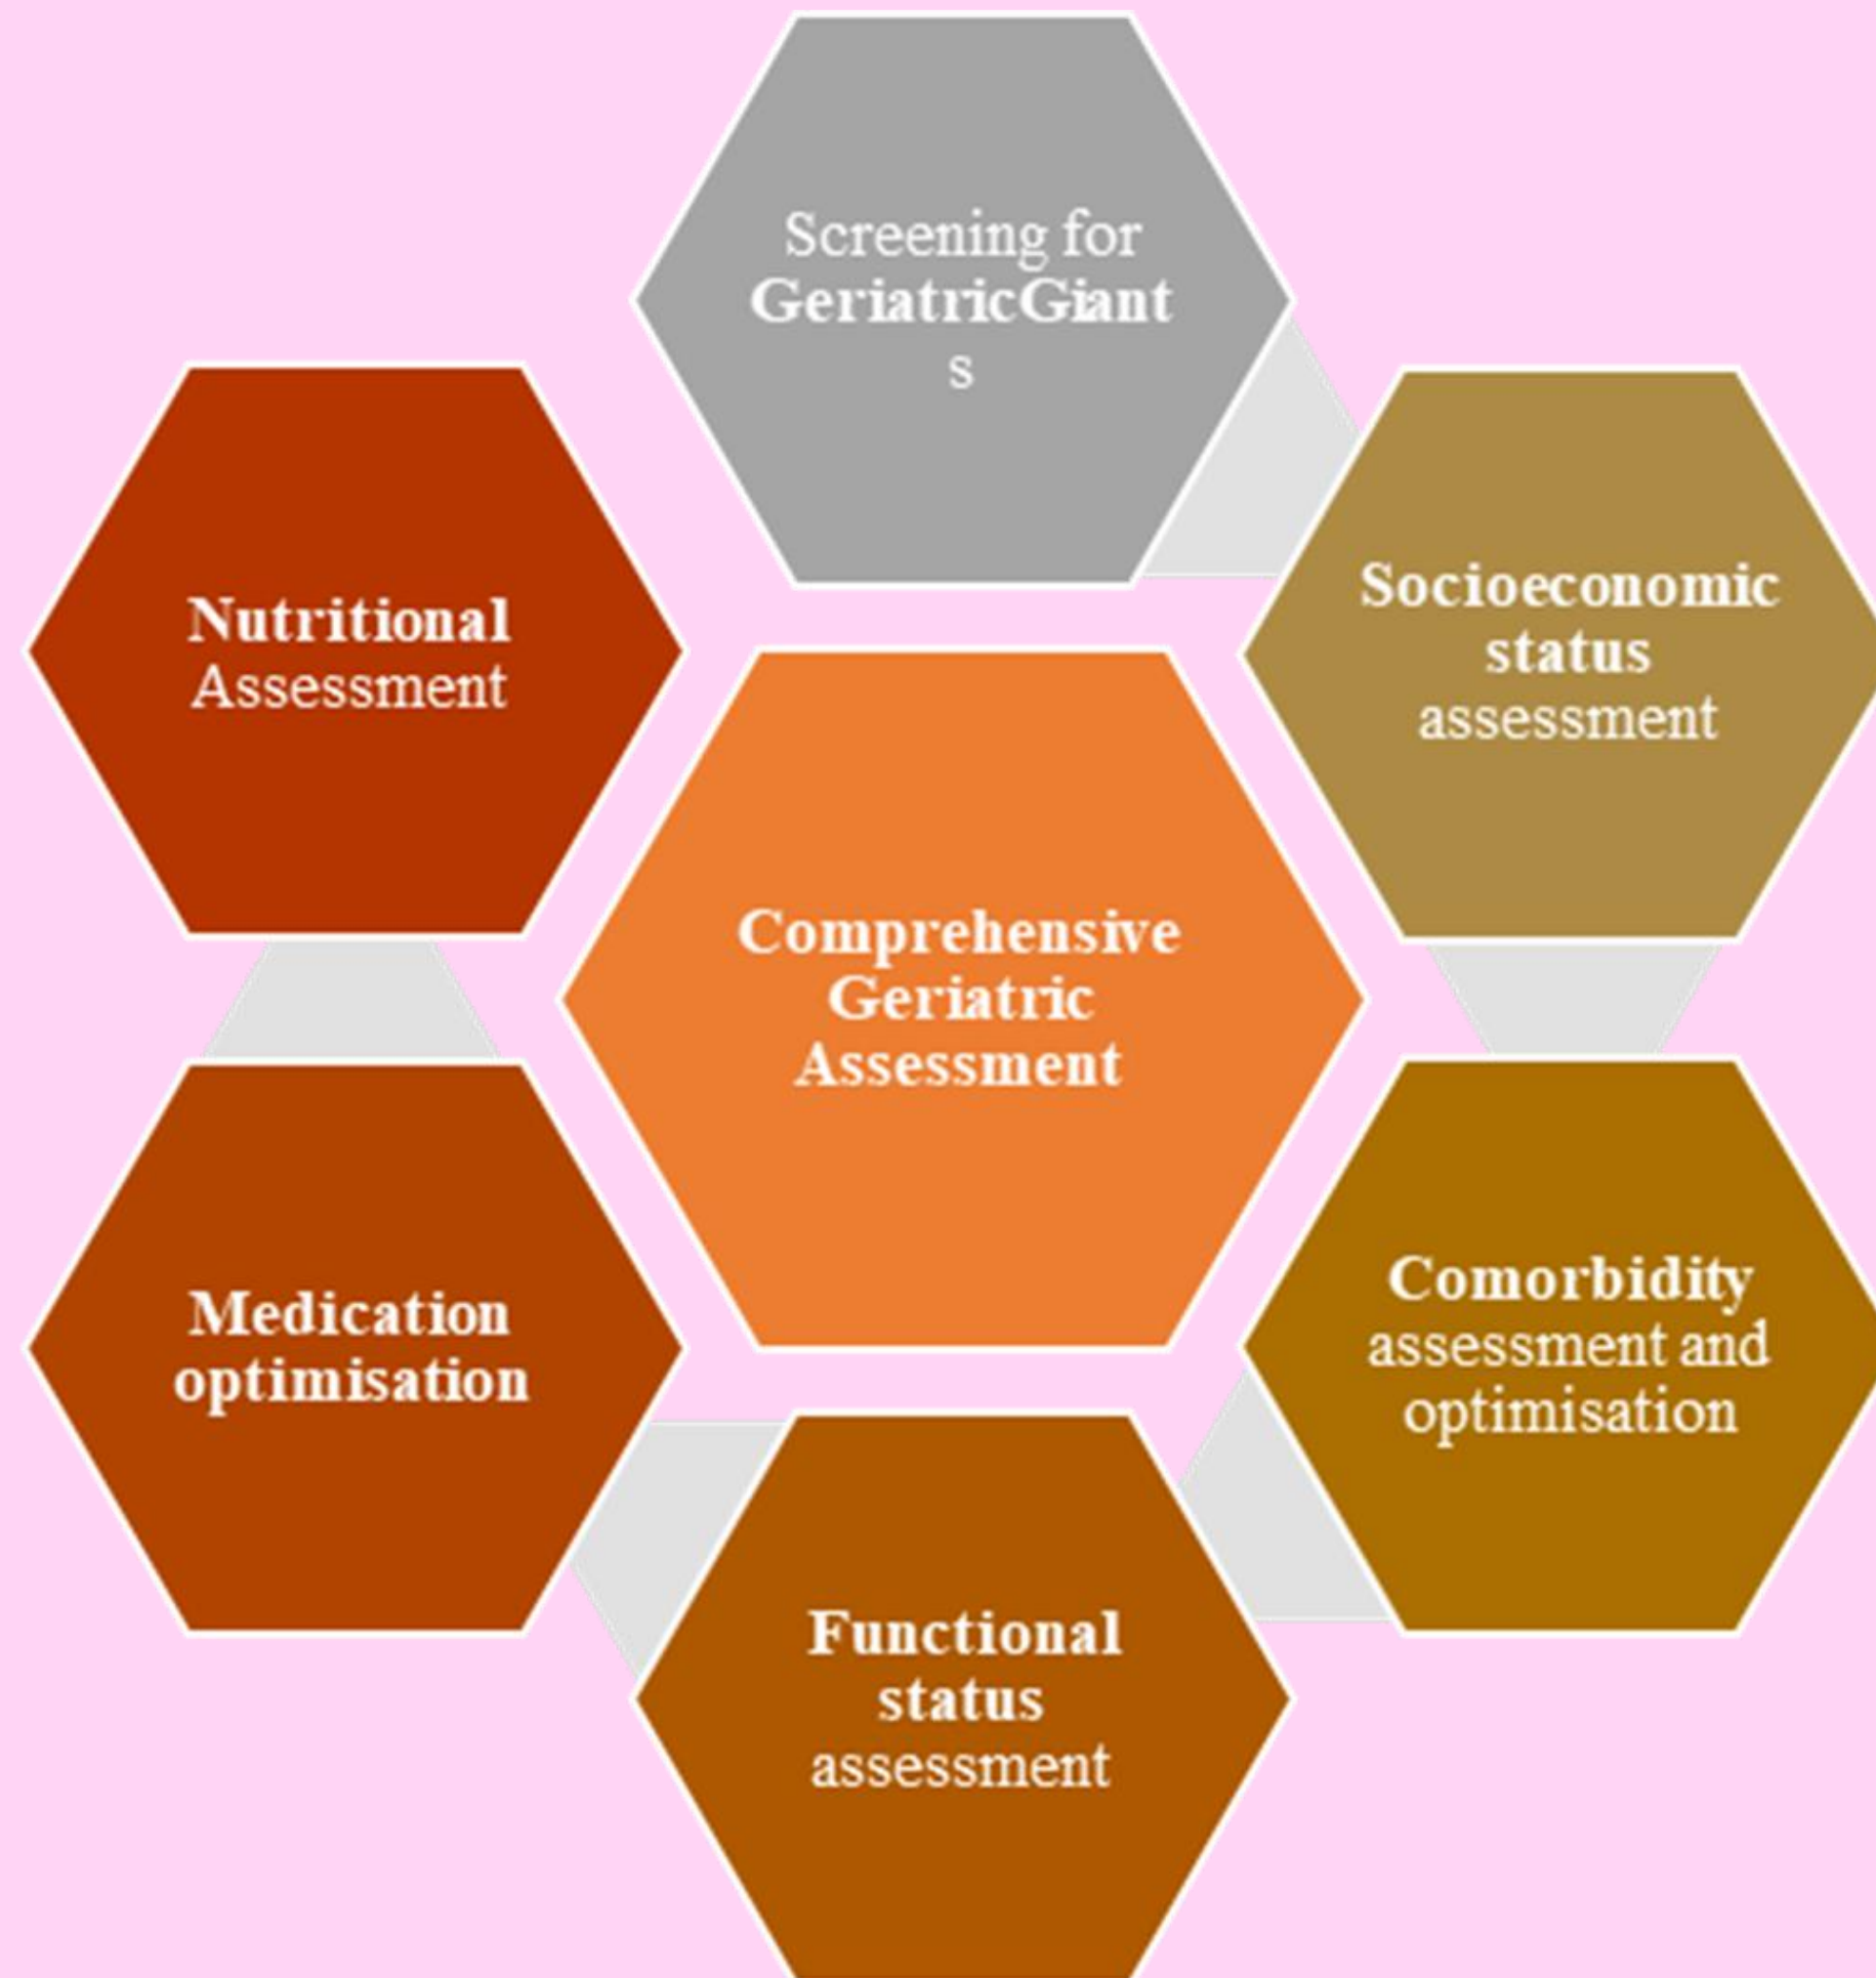 Screening for
GeriatricGiant
s
Socioeconomic
status
assessment
Nutritional
Assessment
Comprehensive
Geriatric
Assessment
Comorbidity
assessment and
optimisation
Medication
optimisation
Functional
status
assessment